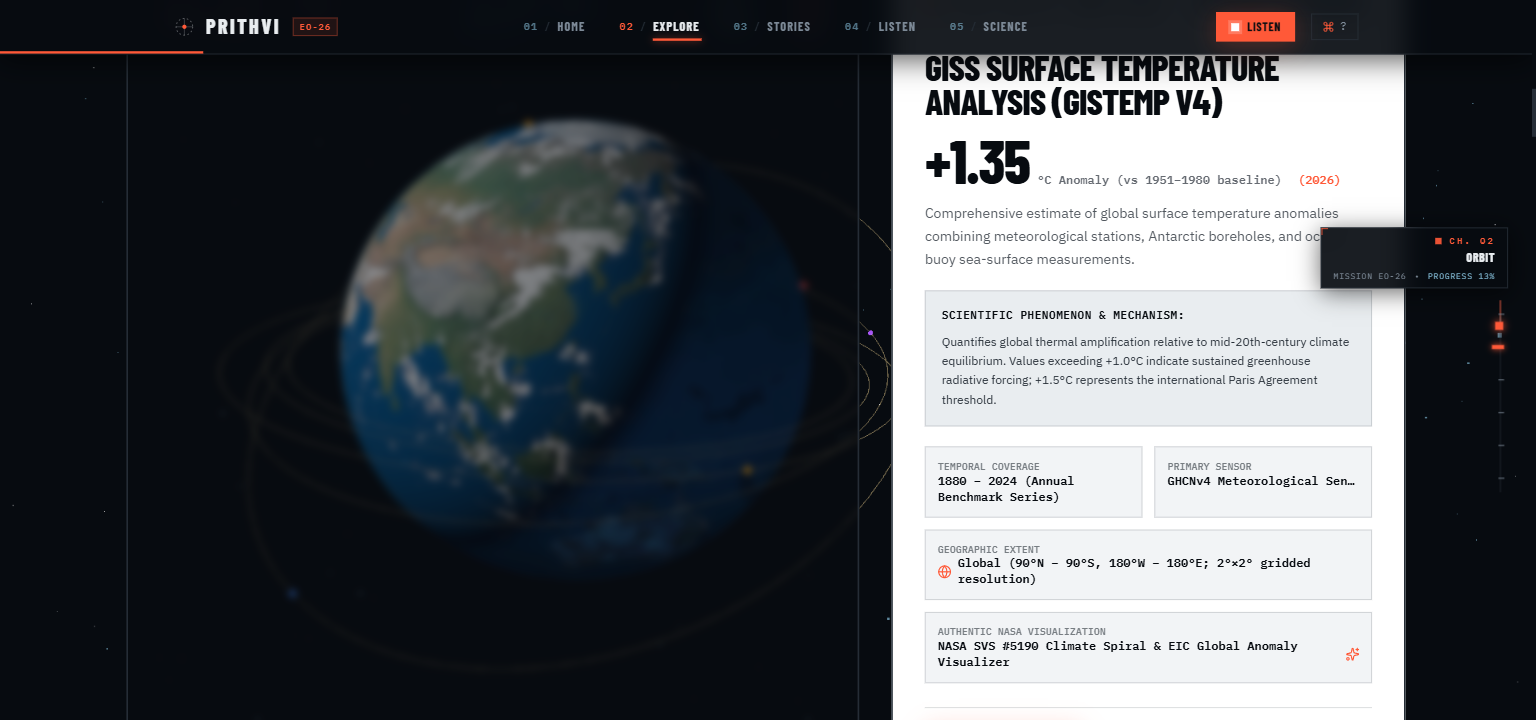 PRITHVI EO-26 01 / HOME 02 / EXPLORE 03 / STORIES 04 / LISTEN 05 / SCIENCE LISTEN ⌘ ?
GISS SURFACE TEMPERATURE
ANALYSIS (GISTEMP V4)
+1.35 °C Anomaly (vs 1951–1980 baseline) (2026)
Comprehensive estimate of global surface temperature anomalies
combining meteorological stations, Antarctic boreholes, and
buoy sea-surface measurements.
CH. 02
ORBIT
MISSION EO-26 • PROGRESS 13%
SCIENTIFIC PHENOMENON & MECHANISM:
Quantifies global thermal amplification relative to mid-20th-century climate
equilibrium. Values exceeding +1.0°C indicate sustained greenhouse
radiative forcing; +1.5°C represents the international Paris Agreement
threshold.
TEMPORAL COVERAGE
1880 – 2024 (Annual
Benchmark Series)
PRIMARY SENSOR
GHCNv4 Meteorological Sen…
GEOGRAPHIC EXTENT
Global (90°N – 90°S, 180°W – 180°E; 2°×2° gridded
resolution)
AUTHENTIC NASA VISUALIZATION
NASA SVS #5190 Climate Spiral & EIC Global Anomaly
Visualizer